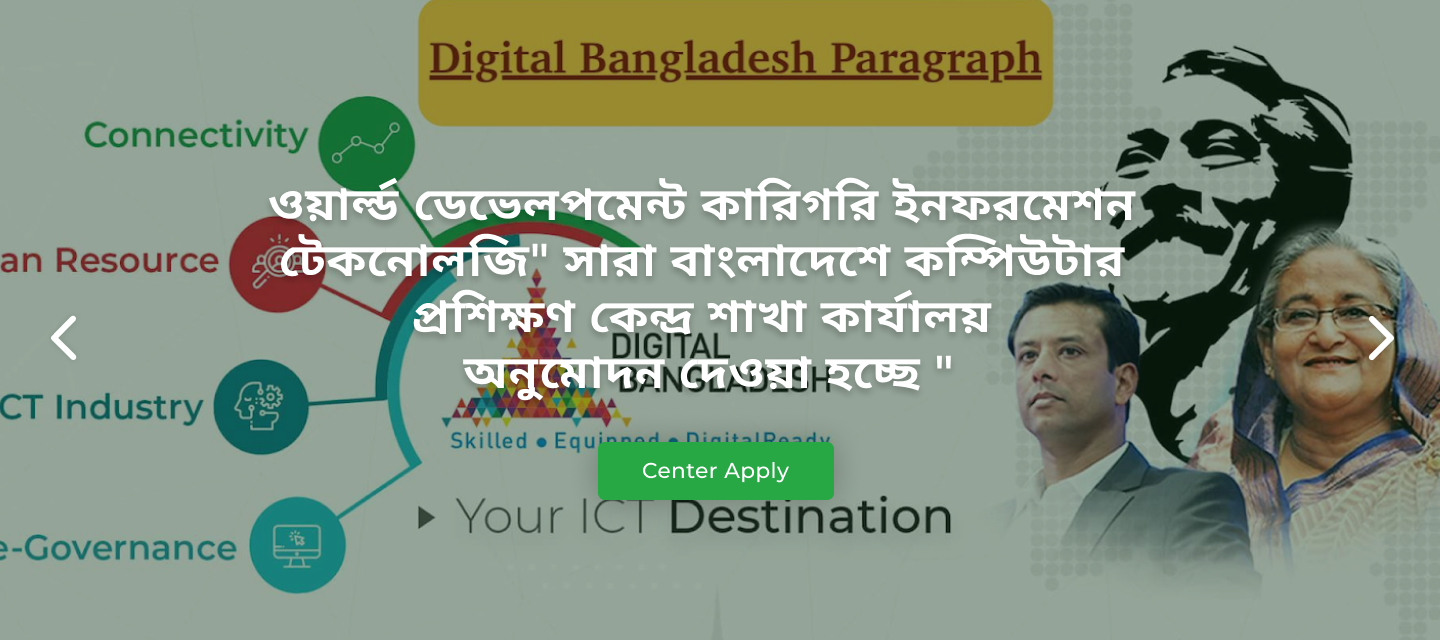 Digital Bangladesh Paragraph
Connectivity
ওয়ার্ল্ড ডেভেলপমেন্ট কারিগরি ইনফরমেশন
an Resource
টেকনোলজি" সারা বাংলাদেশে কম্পিউটার
প্রশিক্ষণ কেন্দ্র শাখা কার্যালয়
DIGITAL
অনুমোদন দেওয়া হচ্ছে "
BANGLADESH
CT Industry
Skilled • Equipped • DigitalReady
Center Apply
Your ICT Destination
e-Governance